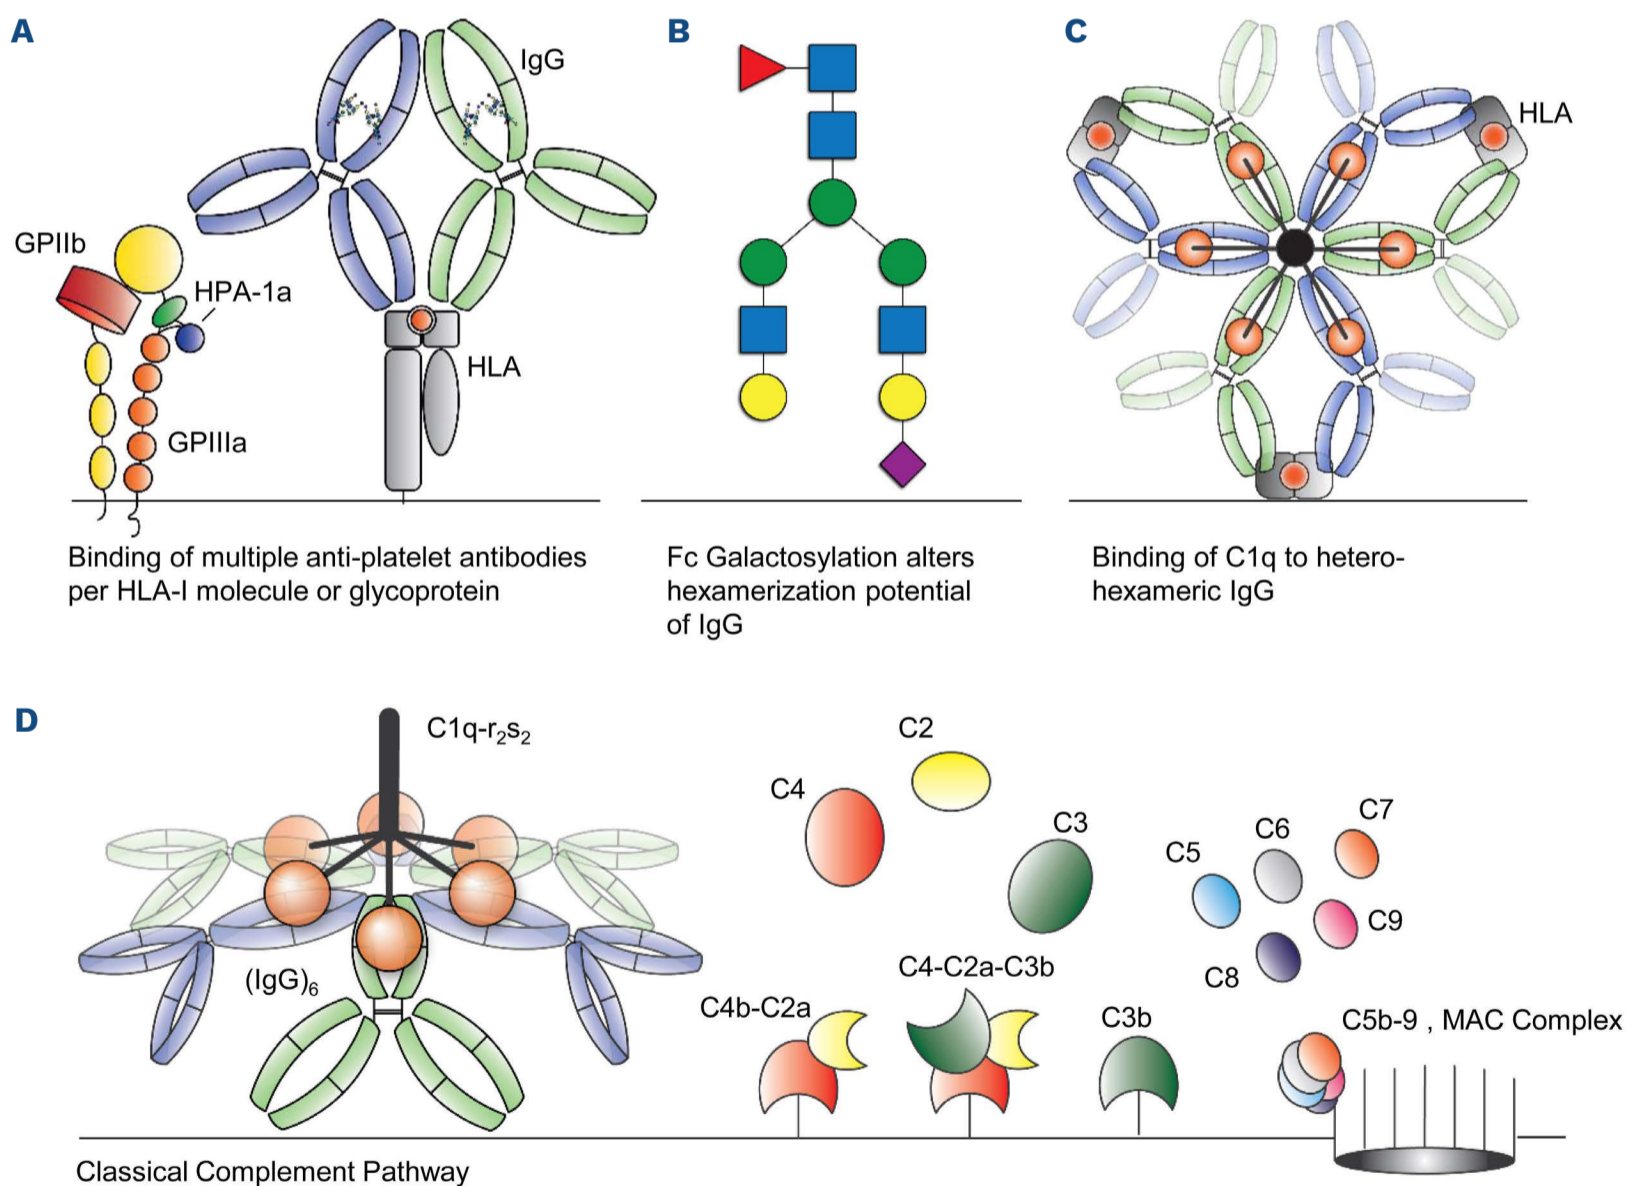 A
IgG
GPIIb
HPA-1a
HLA
GPIIIa
Binding of multiple anti-platelet antibodies
per HLA-I molecule or glycoprotein
B
Fc Galactosylation alters
hexamerization potential
of IgG
C
HLA
Binding of C1q to hetero-
hexameric IgG
D
C1q-r₂s₂
(IgG)₆
C2
C4
C3
C7
C6
C5
C9
C8
C4-C2a-C3b
C4b-C2a
C3b
C5b-9 , MAC Complex
Classical Complement Pathway